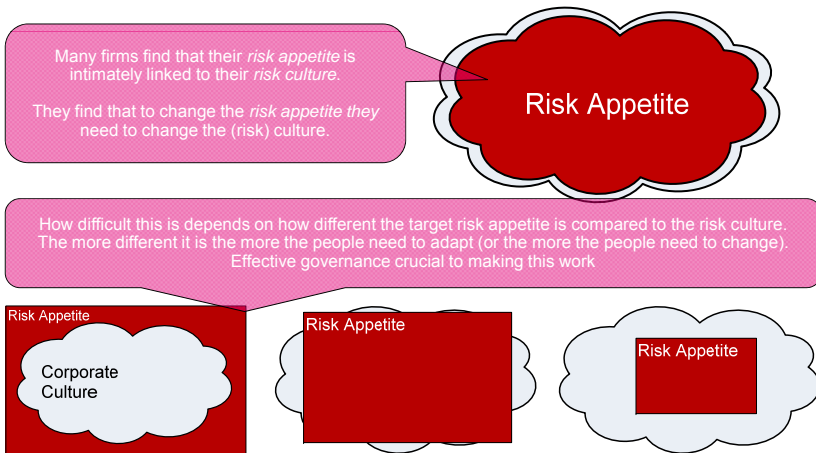 Many firms find that their risk appetite is
intimately linked to their risk culture.
They find that to change the risk appetite they
need to change the (risk) culture.
Risk Appetite
How difficult this is depends on how different the target risk appetite is compared to the risk culture.
The more different it is the more the people need to adapt (or the more the people need to change).
Effective governance crucial to making this work
Risk Appetite
Corporate
Culture
Risk Appetite
Risk Appetite